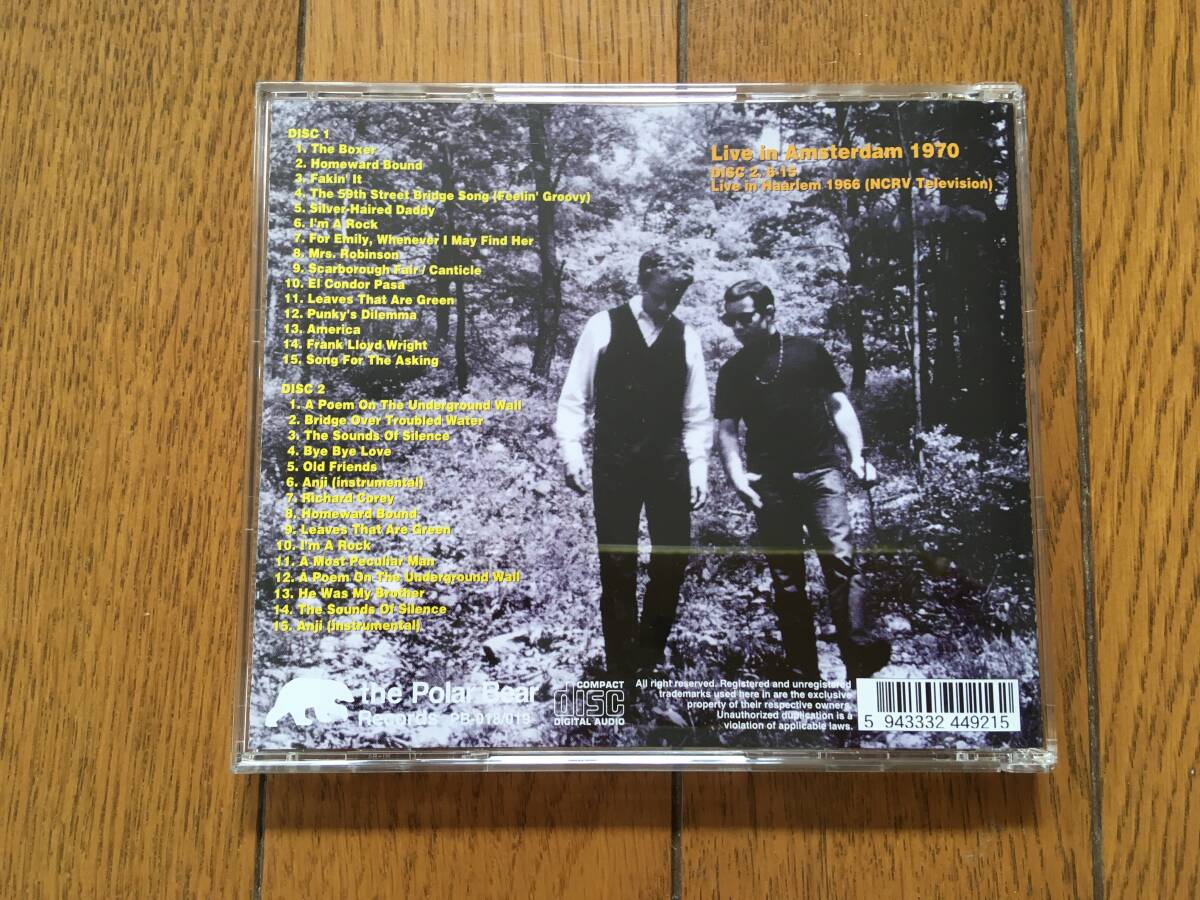 DISC 1
1. The Boxer
2. Homeward Bound
3. Fakin' It
4. The 59th Street Bridge Song (Feelin' Groovy)
5. Silver-Haired Daddy
6. I'm A Rock
7. For Emily, Whenever I May Find Her
8. Mrs. Robinson
9. Scarborough Fair / Canticle
10. El Condor Pasa
11. Leaves That Are Green
12. Punky's Dilemma
13. America
14. Frank Lloyd Wright
15. Song For The Asking
DISC 2
1. A Poem On The Underground Wall
2. Bridge Over Troubled Water
3. The Sounds Of Silence
4. Bye Bye Love
5. Old Friends
6. Anji (instrumental)
7. Richard Corey
8. Homeward Bound
9. Leaves That Are Green
10. I'm A Rock
11. A Most Peculiar Man
12. A Poem On The Underground Wall
13. He Was My Brother
14. The Sounds Of Silence
15. Anji (instrumental)
Live in Amsterdam 1970
DISC 2, 6-15
Live in Haarlem 1966 (NCRV Television)
the Polar Bear
Records PB-018/019
COMPACT
disc
DIGITAL AUDIO
All right reserved. Registered and unregistered
trademarks used here in are the exclusive
property of their respective owners.
Unauthorized duplication is a
violation of applicable laws.
5 943332 449215